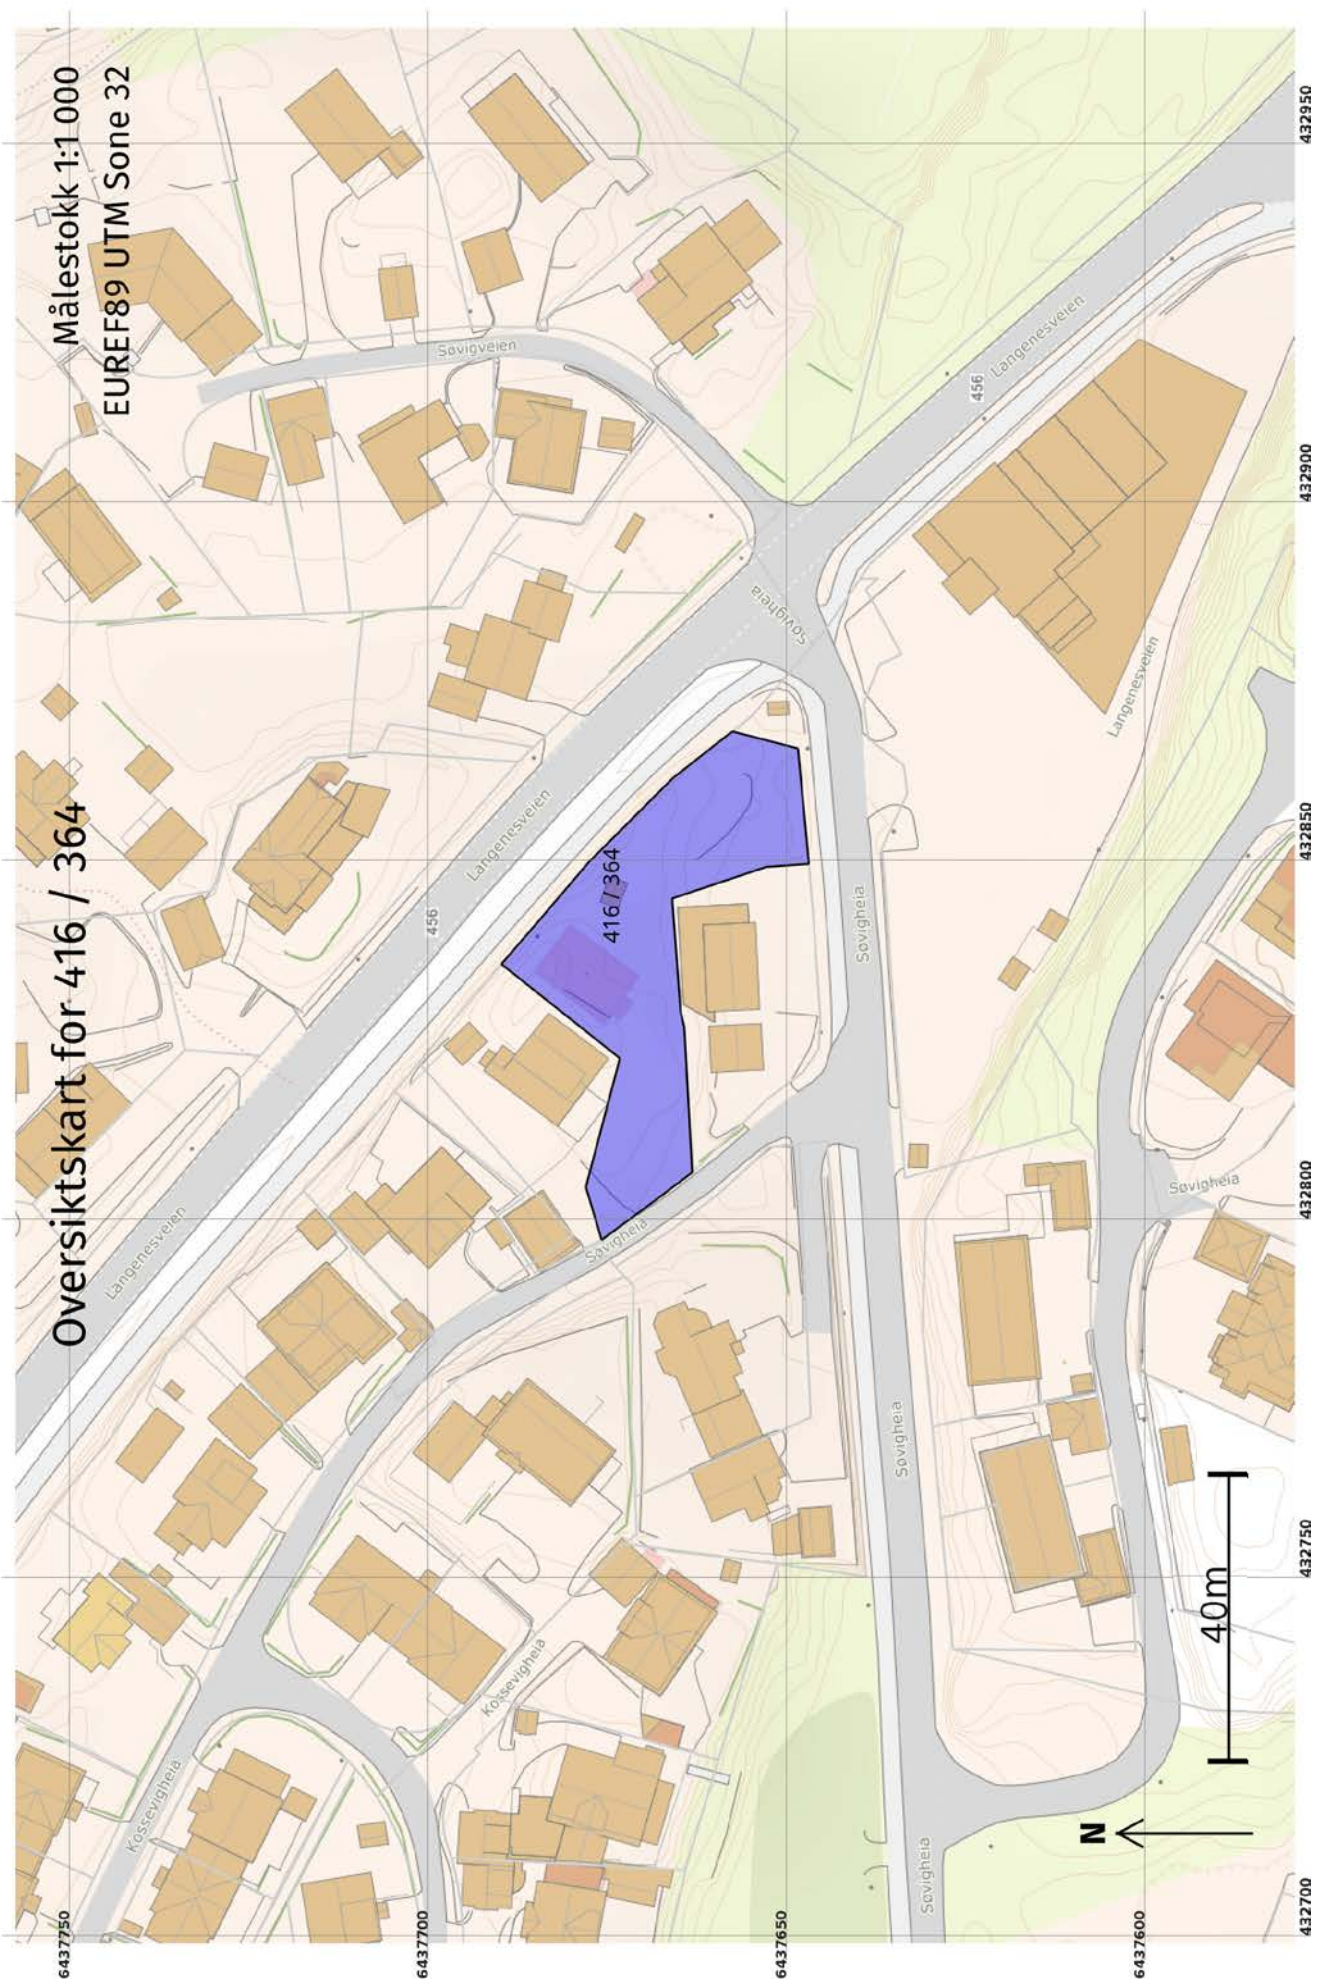 Oversiktskart for 416 / 364
Målestokk 1:1 000
EUREF89 UTM Sone 32
6437750
6437700
6437650
6437600
432700
432750
432800
432850
432900
432950
Langenesveien
456
Langenesveien
Søvigveien
Søvigheia
456
Langenesveien
Langenesveien
416 / 364
Søvigheia
Søvigheia
Søvigheia
Søvigheia
Søvigheia
Kossevigheia
Kossevigheia
40m
N